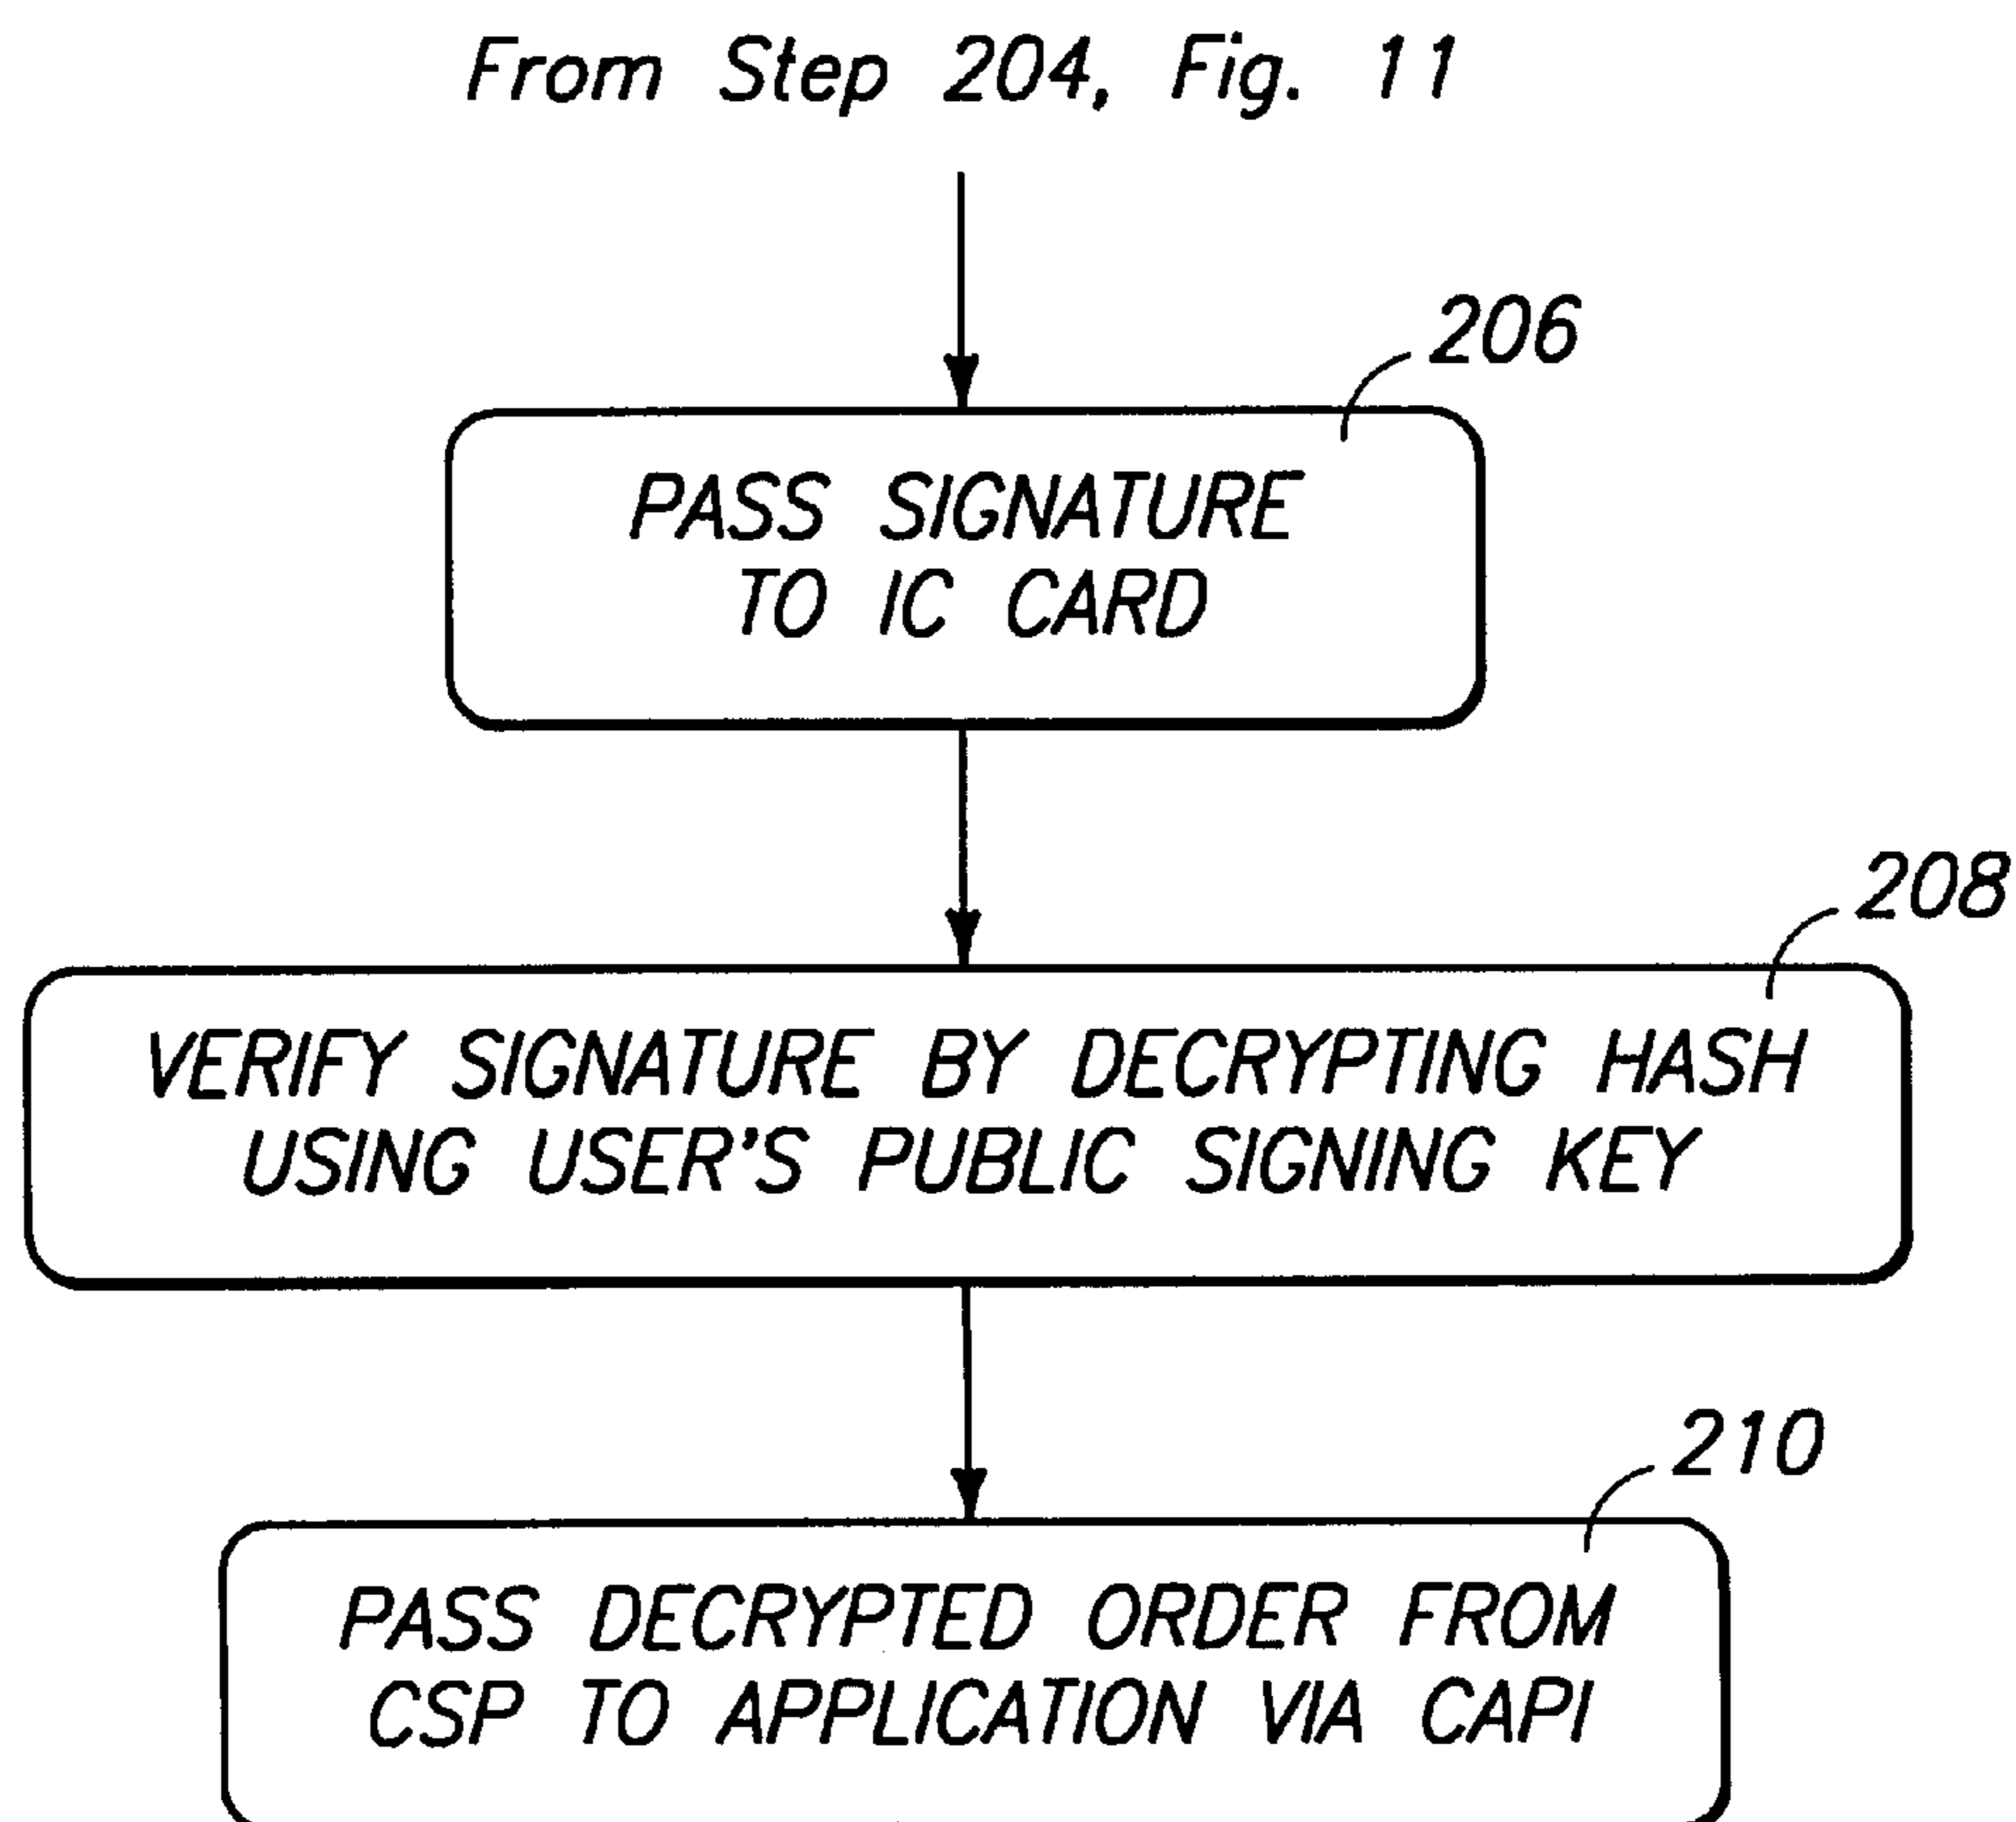 From Step 204, Fig. 11
206
PASS SIGNATURE
TO IC CARD
208
VERIFY SIGNATURE BY DECRYPTING HASH
USING USER'S PUBLIC SIGNING KEY
210
PASS DECRYPTED ORDER FROM
CSP TO APPLICATION VIA CAPI